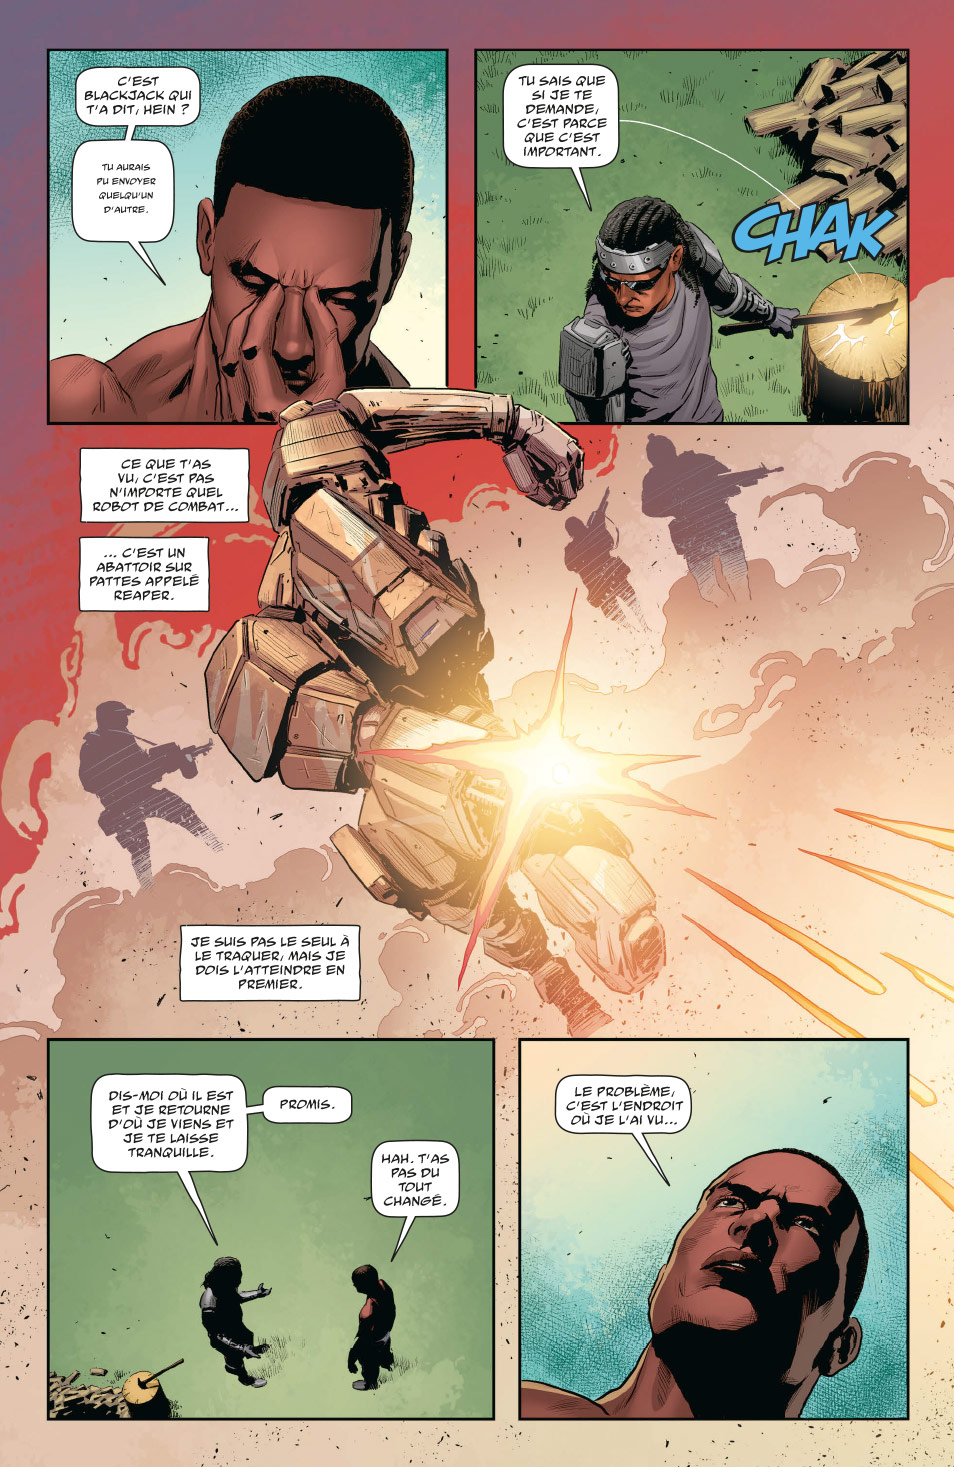 C'EST
BLACKJACK QUI
T'A DIT, HEIN ?
TU AURAIS
PU ENVOYER
QUELQU'UN
D'AUTRE.
TU SAIS QUE
SI JE TE
DEMANDE,
C'EST PARCE
QUE C'EST
IMPORTANT.
CHAK
CE QUE T'AS
VU, C'EST PAS
N'IMPORTE QUEL
ROBOT DE COMBAT...
... C'EST UN
ABATTOIR SUR
PATTES APPELÉ
REAPER.
JE SUIS PAS LE SEUL À
LE TRAQUER, MAIS JE
DOIS L'ATTEINDRE EN
PREMIER.
DIS-MOI OÙ IL EST
ET JE RETOURNE
D'OÙ JE VIENS ET
JE TE LAISSE
TRANQUILLE.
PROMIS.
HAH. T'AS
PAS DU
TOUT
CHANGÉ.
LE PROBLÈME,
C'EST L'ENDROIT
OÙ JE L'AI VU...